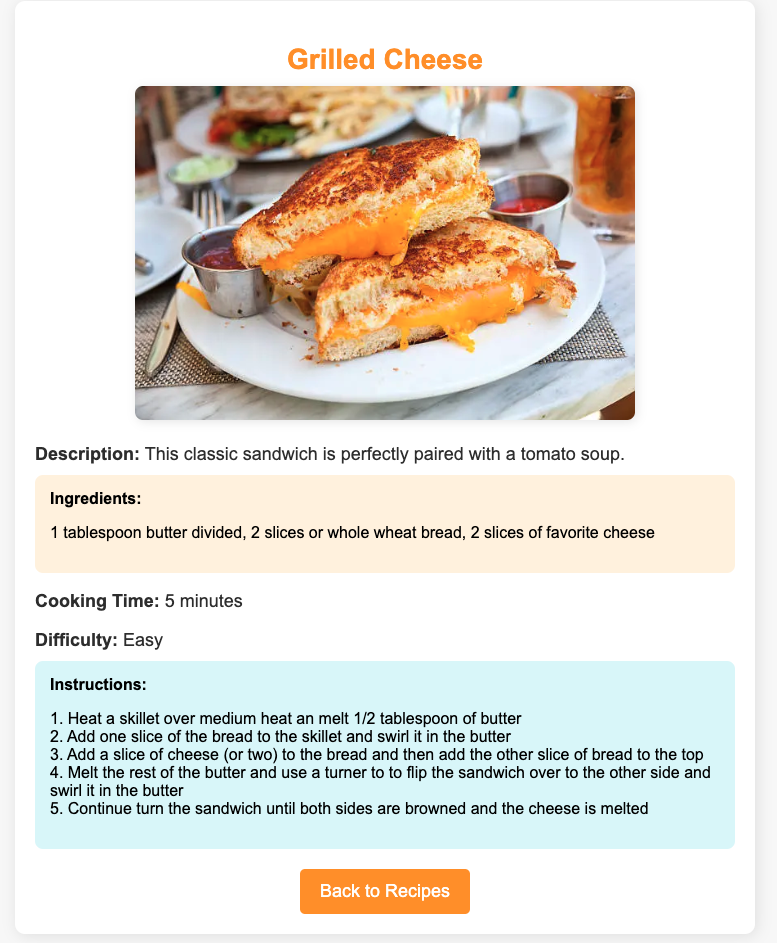 Grilled Cheese
Description: This classic sandwich is perfectly paired with a tomato soup.
Ingredients:
1 tablespoon butter divided, 2 slices or whole wheat bread, 2 slices of favorite cheese
Cooking Time: 5 minutes
Difficulty: Easy
Instructions:
1. Heat a skillet over medium heat an melt 1/2 tablespoon of butter
2. Add one slice of the bread to the skillet and swirl it in the butter
3. Add a slice of cheese (or two) to the bread and then add the other slice of bread to the top
4. Melt the rest of the butter and use a turner to to flip the sandwich over to the other side and
swirl it in the butter
5. Continue turn the sandwich until both sides are browned and the cheese is melted
Back to Recipes